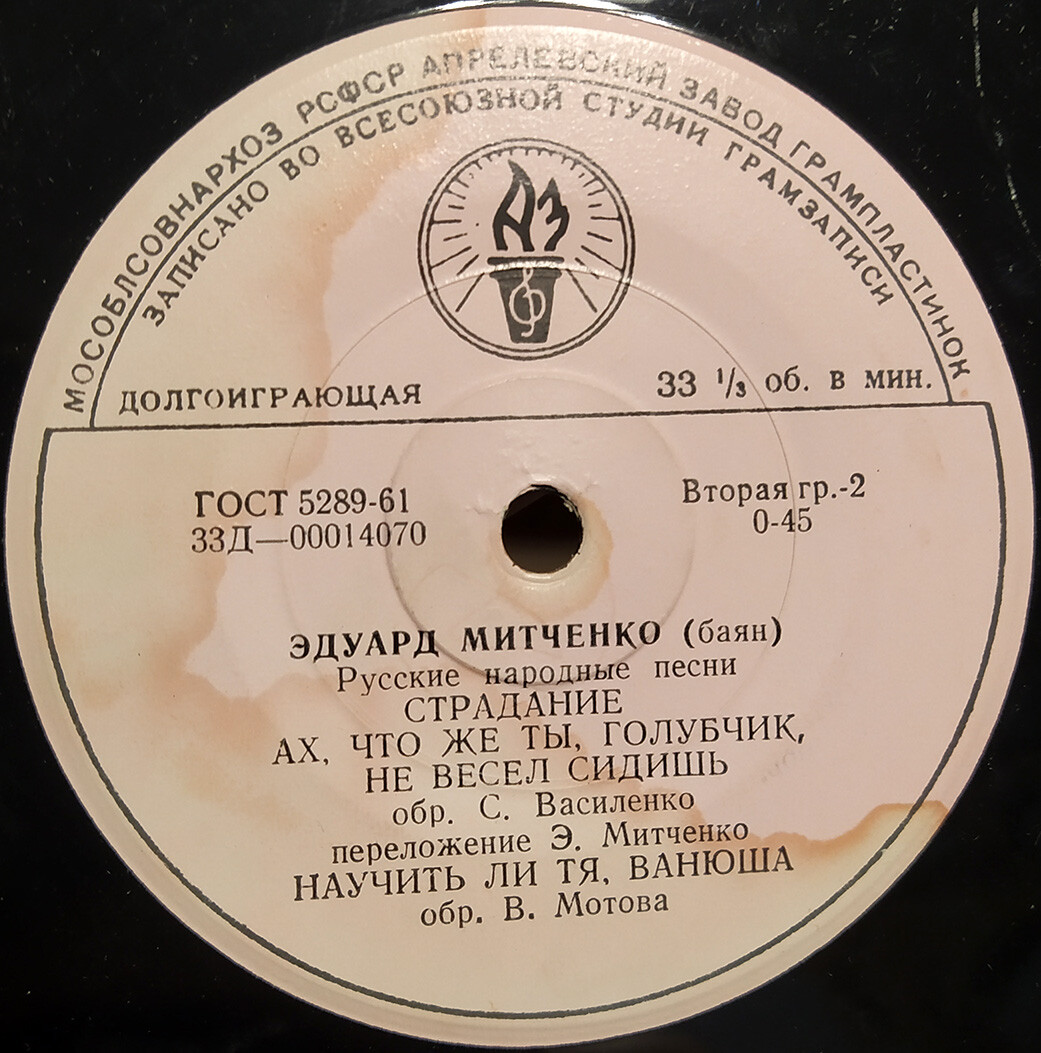 МОСОБЛСОВНАРХОЗ РСФСР АПРЕЛЕВСКИЙ ЗАВОД ГРАМПЛАСТИНОК
ЗАПИСАНО ВО ВСЕСОЮЗНОЙ СТУДИИ ГРАМЗАПИСИ
АЗ
ДОЛГОИГРАЮЩАЯ
33 1/3 об. в мин.
ГОСТ 5289-61
33Д—00014070
Вторая гр.-2
0-45
ЭДУАРД МИТЧЕНКО (баян)
Русские народные песни
СТРАДАНИЕ
АХ, ЧТО ЖЕ ТЫ, ГОЛУБЧИК,
НЕ ВЕСЕЛ СИДИШЬ
обр. С. Василенко
переложение Э. Митченко
НАУЧИТЬ ЛИ ТЯ, ВАНЮША
обр. В. Мотова